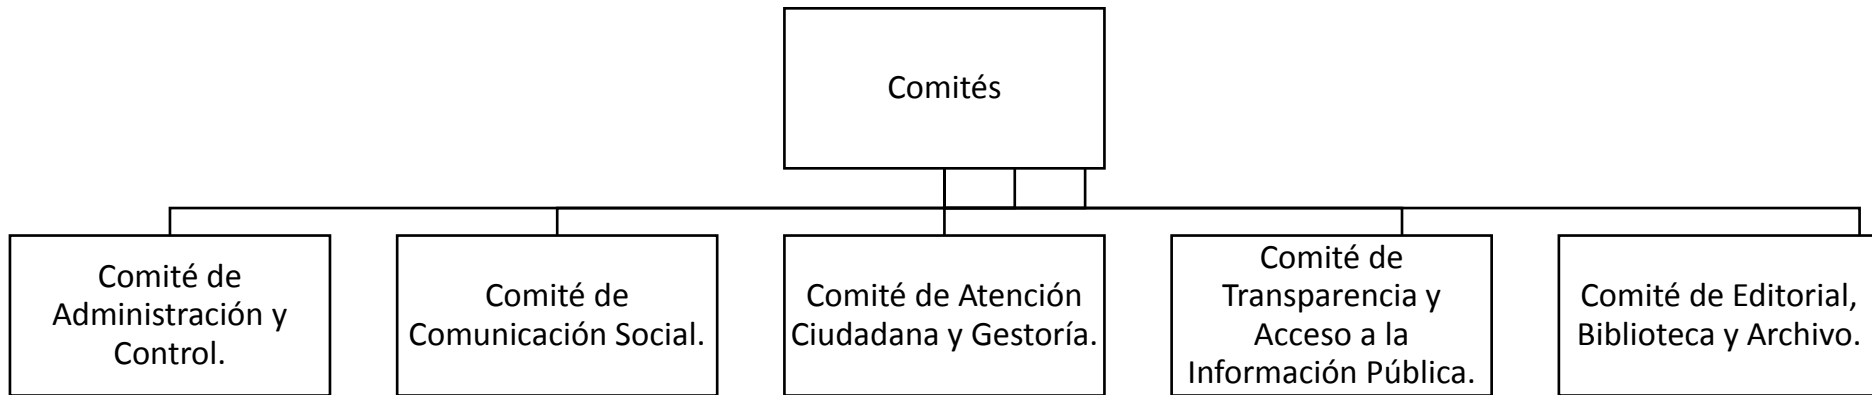 Comités
Comité de
Administración y
Control.
Comité de
Comunicación Social.
Comité de Atención
Ciudadana y Gestoría.
Comité de
Transparencia y
Acceso a la
Información Pública.
Comité de Editorial,
Biblioteca y Archivo.